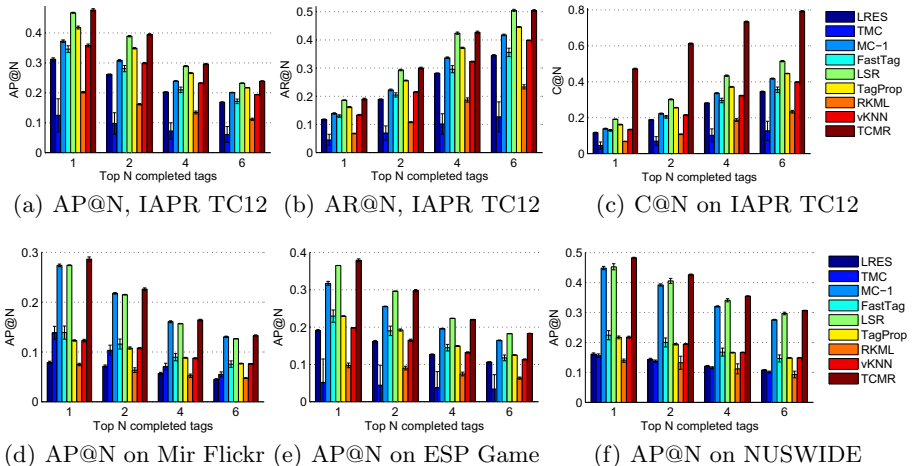 AP@N
0.4
0.3
0.2
0.1
0
1 2 4 6
Top N completed tags
(a) AP@N, IAPR TC12
AR@N
0.5
0.4
0.3
0.2
0.1
0
1 2 4 6
Top N completed tags
(b) AR@N, IAPR TC12
C@N
0.8
0.6
0.4
0.2
0
1 2 4 6
Top N completed tags
(c) C@N on IAPR TC12
LRES
TMC
MC-1
FastTag
LSR
TagProp
RKML
vKNN
TCMR
AP@N
0.3
0.2
0.1
0
1 2 4 6
Top N completed tags
(d) AP@N on Mir Flickr
AP@N
0.4
0.3
0.2
0.1
0
1 2 4 6
Top N completed tags
(e) AP@N on ESP Game
AP@N
0.5
0.4
0.3
0.2
0.1
0
1 2 4 6
Top N completed tags
(f) AP@N on NUSWIDE
LRES
TMC
MC-1
FastTag
LSR
TagProp
RKML
vKNN
TCMR